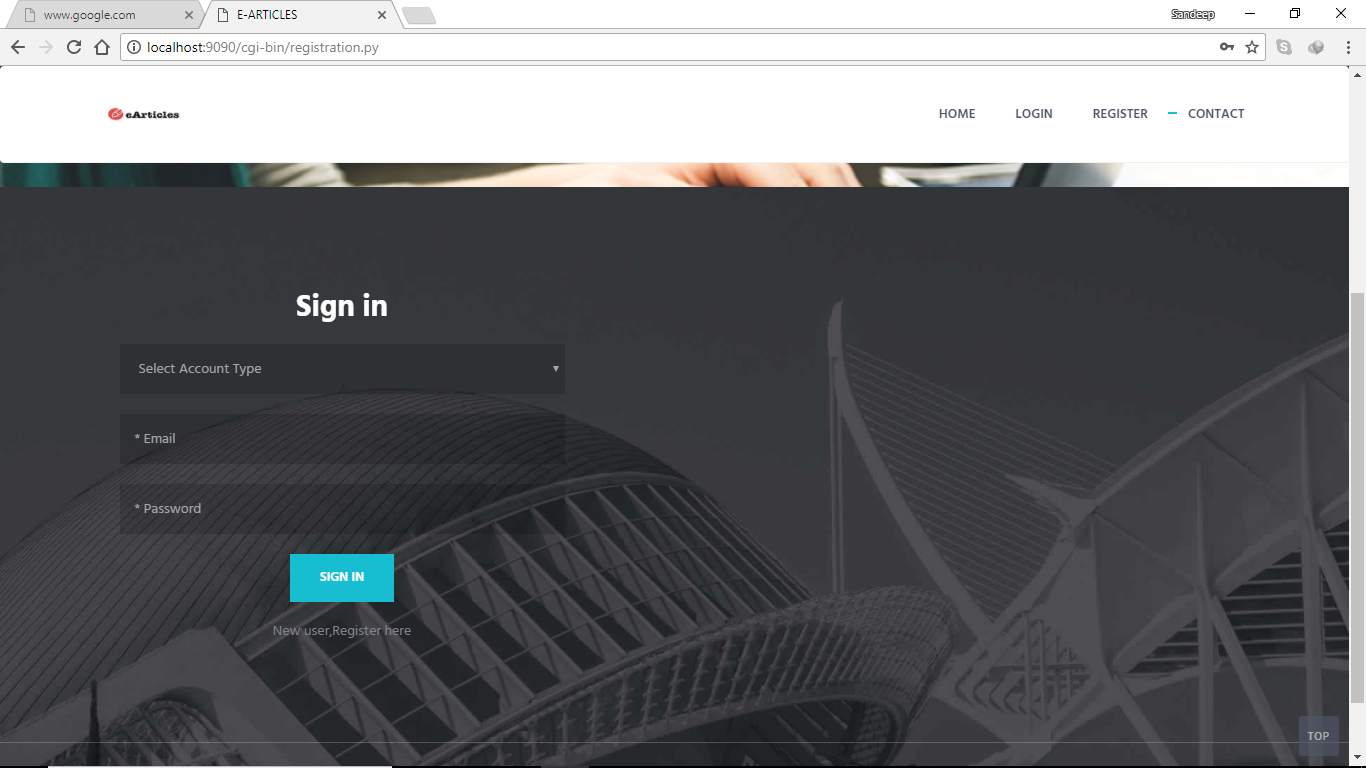 www.google.com
E-ARTICLES
Sandeep
localhost:9090/cgi-bin/registration.py
eArticles
HOME
LOGIN
REGISTER
CONTACT
Sign in
Select Account Type
* Email
* Password
SIGN IN
New user,Register here
TOP